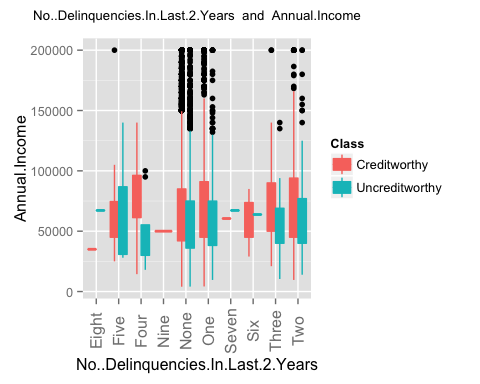 No..Delinquencies.In.Last.2.Years and Annual.Income
200000
150000
100000
50000
0
Annual.Income
Eight
Five
Four
Nine
None
One
Seven
Six
Three
Two
No..Delinquencies.In.Last.2.Years
Class
Creditworthy
Uncreditworthy